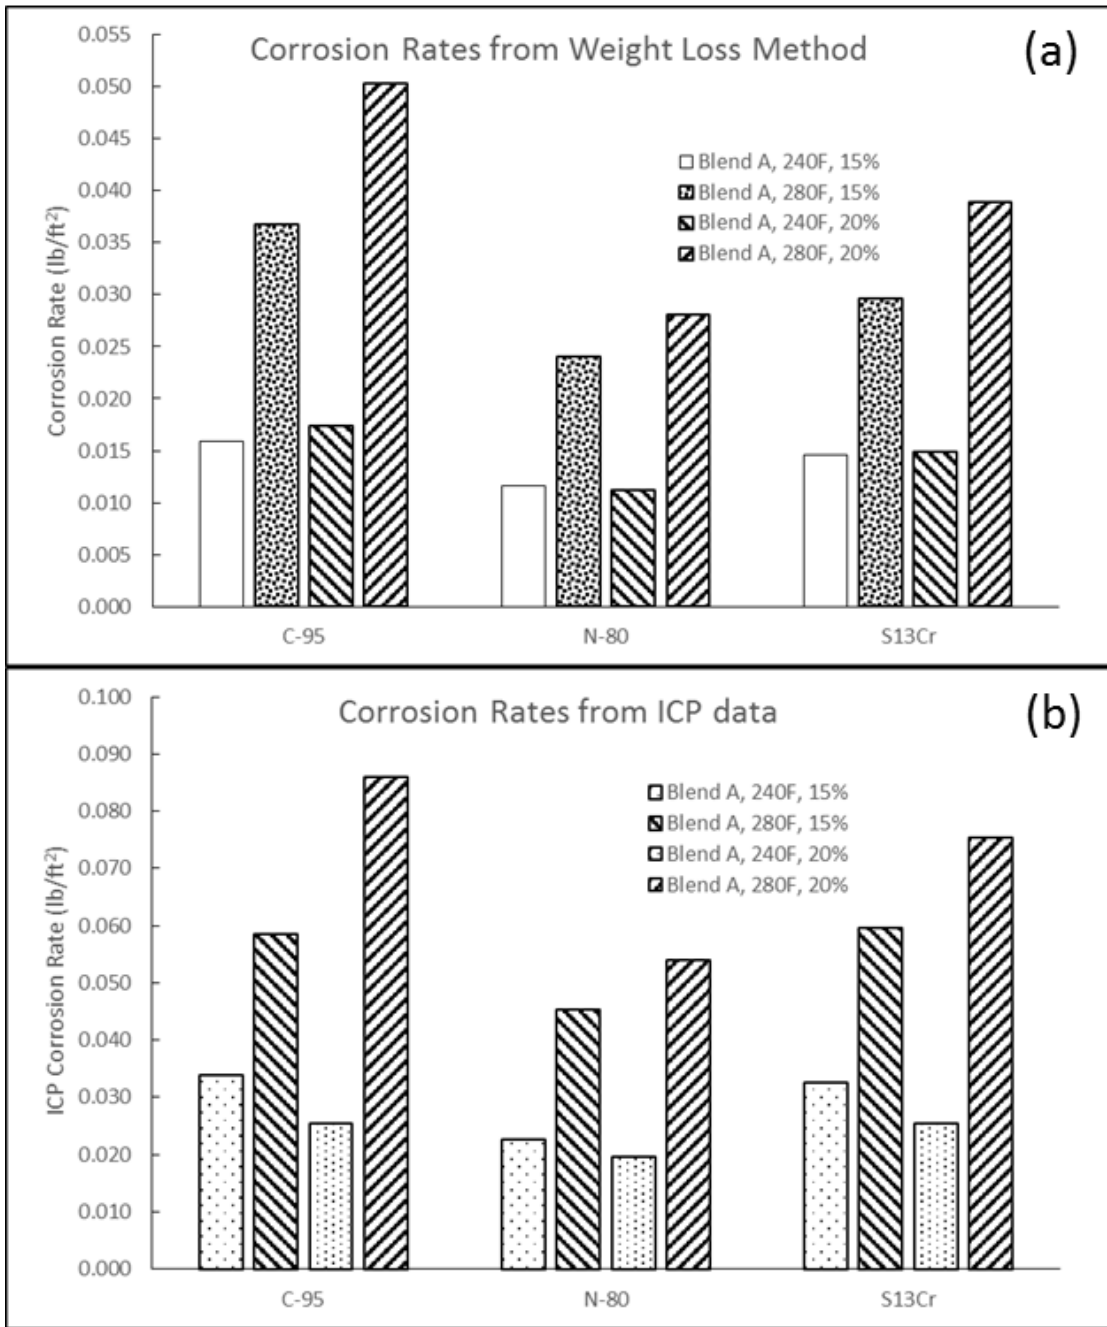 Corrosion Rates from Weight Loss Method
(a)
Corrosion Rate (lb/ft²)
0.055
0.050
0.045
0.040
0.035
0.030
0.025
0.020
0.015
0.010
0.005
0.000
Blend A, 240F, 15%
Blend A, 280F, 15%
Blend A, 240F, 20%
Blend A, 280F, 20%
C-95
N-80
S13Cr
Corrosion Rates from ICP data
(b)
ICP Corrosion Rate (lb/ft²)
0.100
0.090
0.080
0.070
0.060
0.050
0.040
0.030
0.020
0.010
0.000
Blend A, 240F, 15%
Blend A, 280F, 15%
Blend A, 240F, 20%
Blend A, 280F, 20%
C-95
N-80
S13Cr